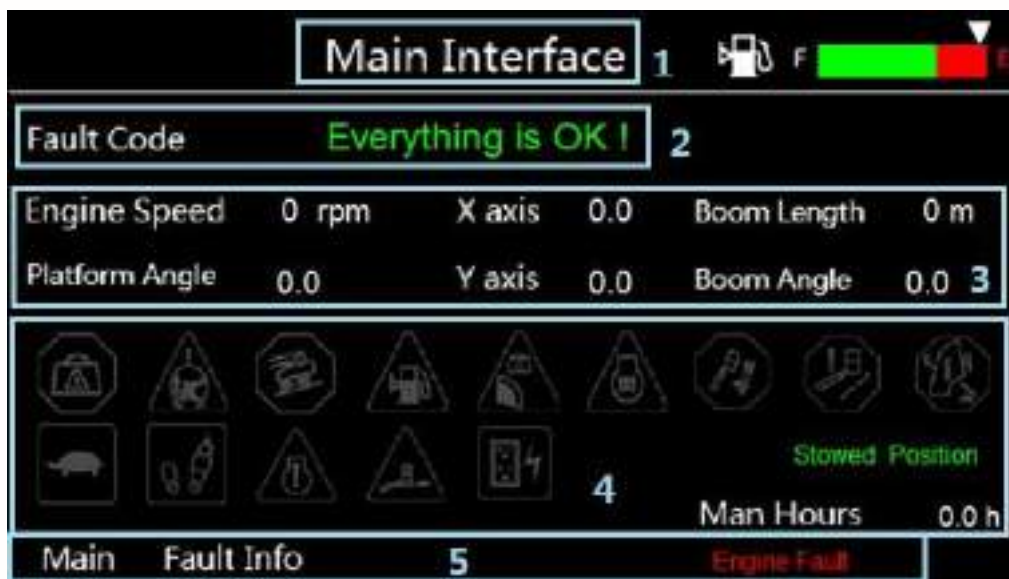 Main Interface 1 F E
Fault Code Everything is OK ! 2
Engine Speed 0 rpm X axis 0.0 Boom Length 0 m
Platform Angle 0.0 Y axis 0.0 Boom Angle 0.0 3
Stowed Position
4
Man Hours 0.0 h
Main Fault Info 5 Engine Fault